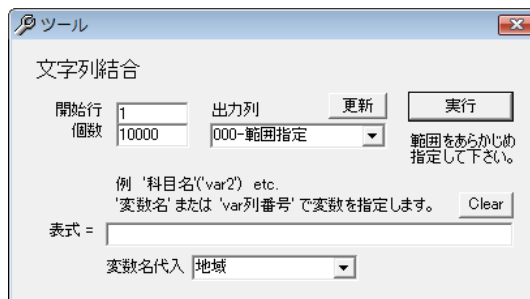 ツール
文字列結合
開始行 1
個数 10000
出力列 更新
000-範囲指定
実行
範囲をあらかじめ
指定して下さい。
例 '科目名'('var2') etc.
'変数名' または 'var列番号' で変数を指定します。
Clear
表式 =
変数名代入 地域